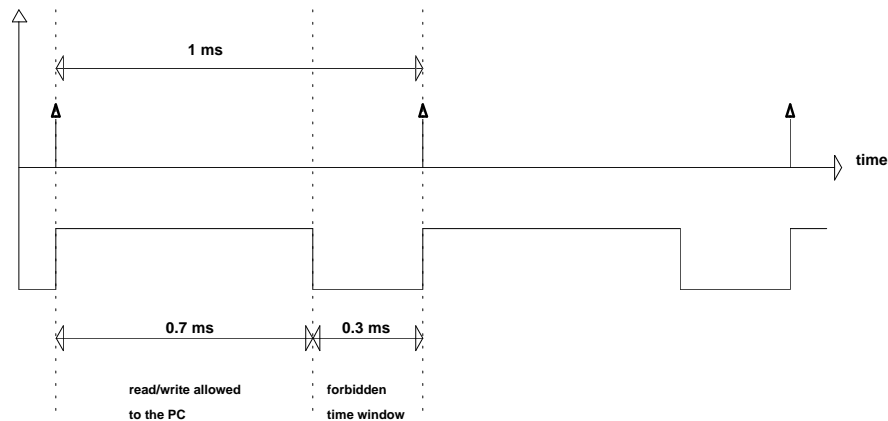 1 ms
time
0.7 ms
0.3 ms
read/write allowed
to the PC
forbidden
time window